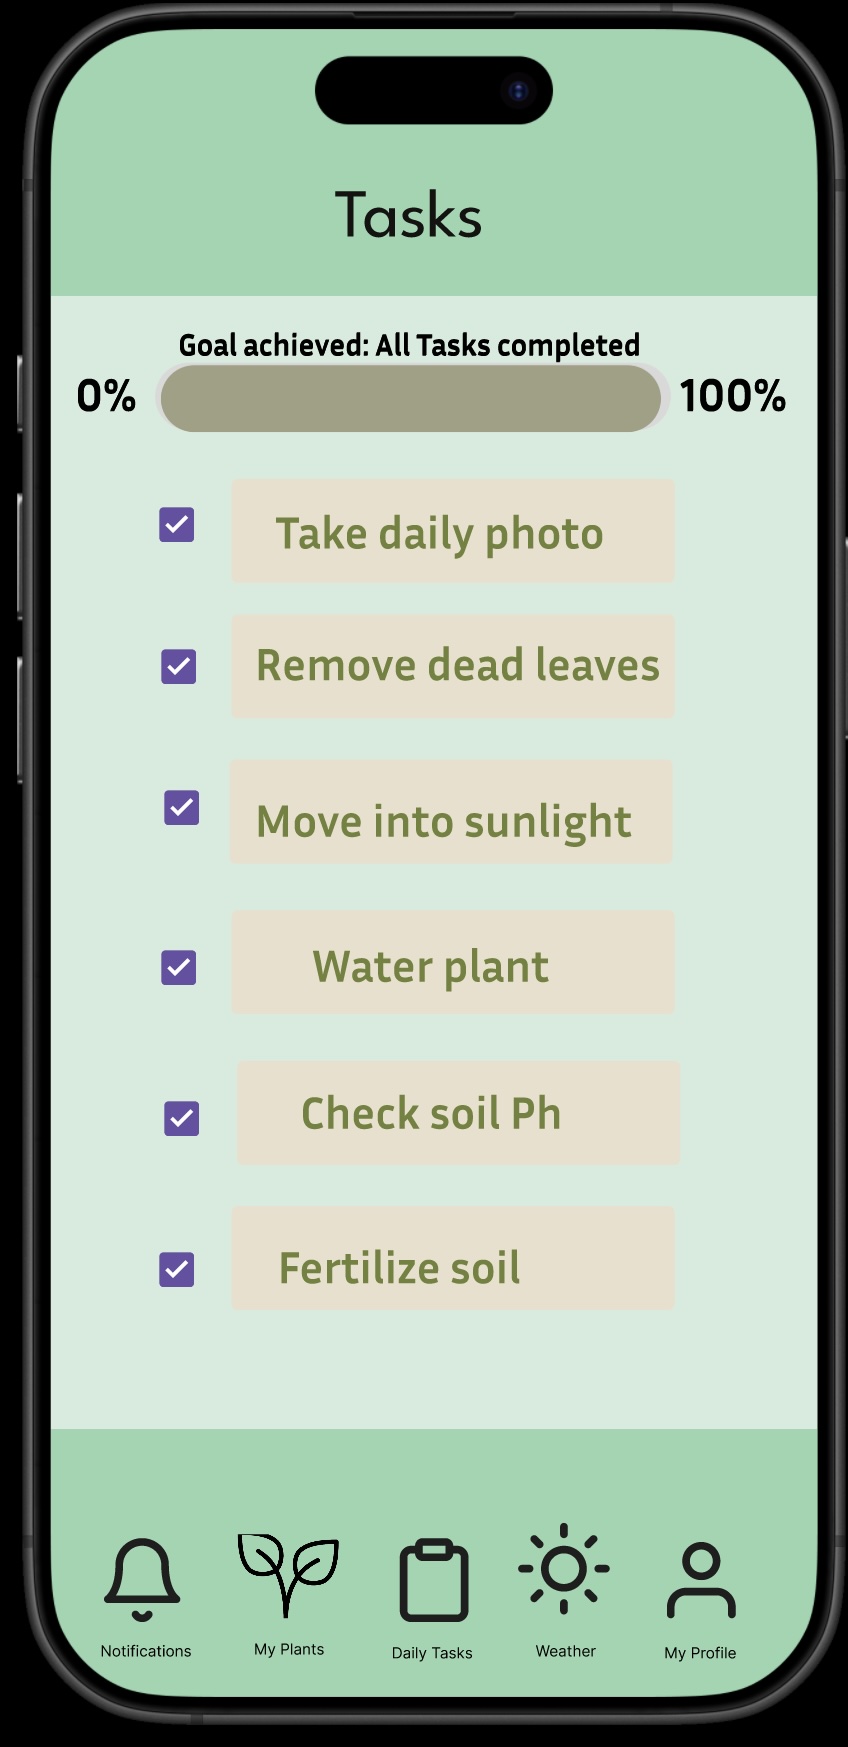 Tasks
Goal achieved: All Tasks completed
0% 100%
Take daily photo
Remove dead leaves
Move into sunlight
Water plant
Check soil Ph
Fertilize soil
Notifications My Plants Daily Tasks Weather My Profile